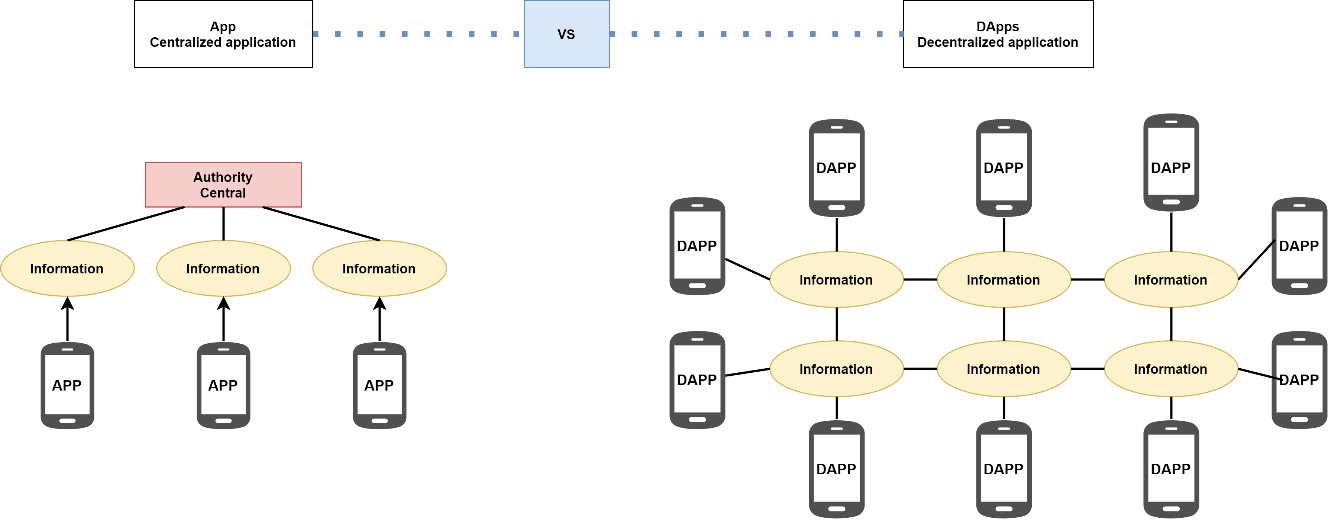 App
Centralized application
VS
DApps
Decentralized application
Authority
Central
Information
Information
Information
APP
APP
APP
DAPP
DAPP
DAPP
DAPP
DAPP
Information
Information
Information
Information
Information
Information
DAPP
DAPP
DAPP
DAPP
DAPP